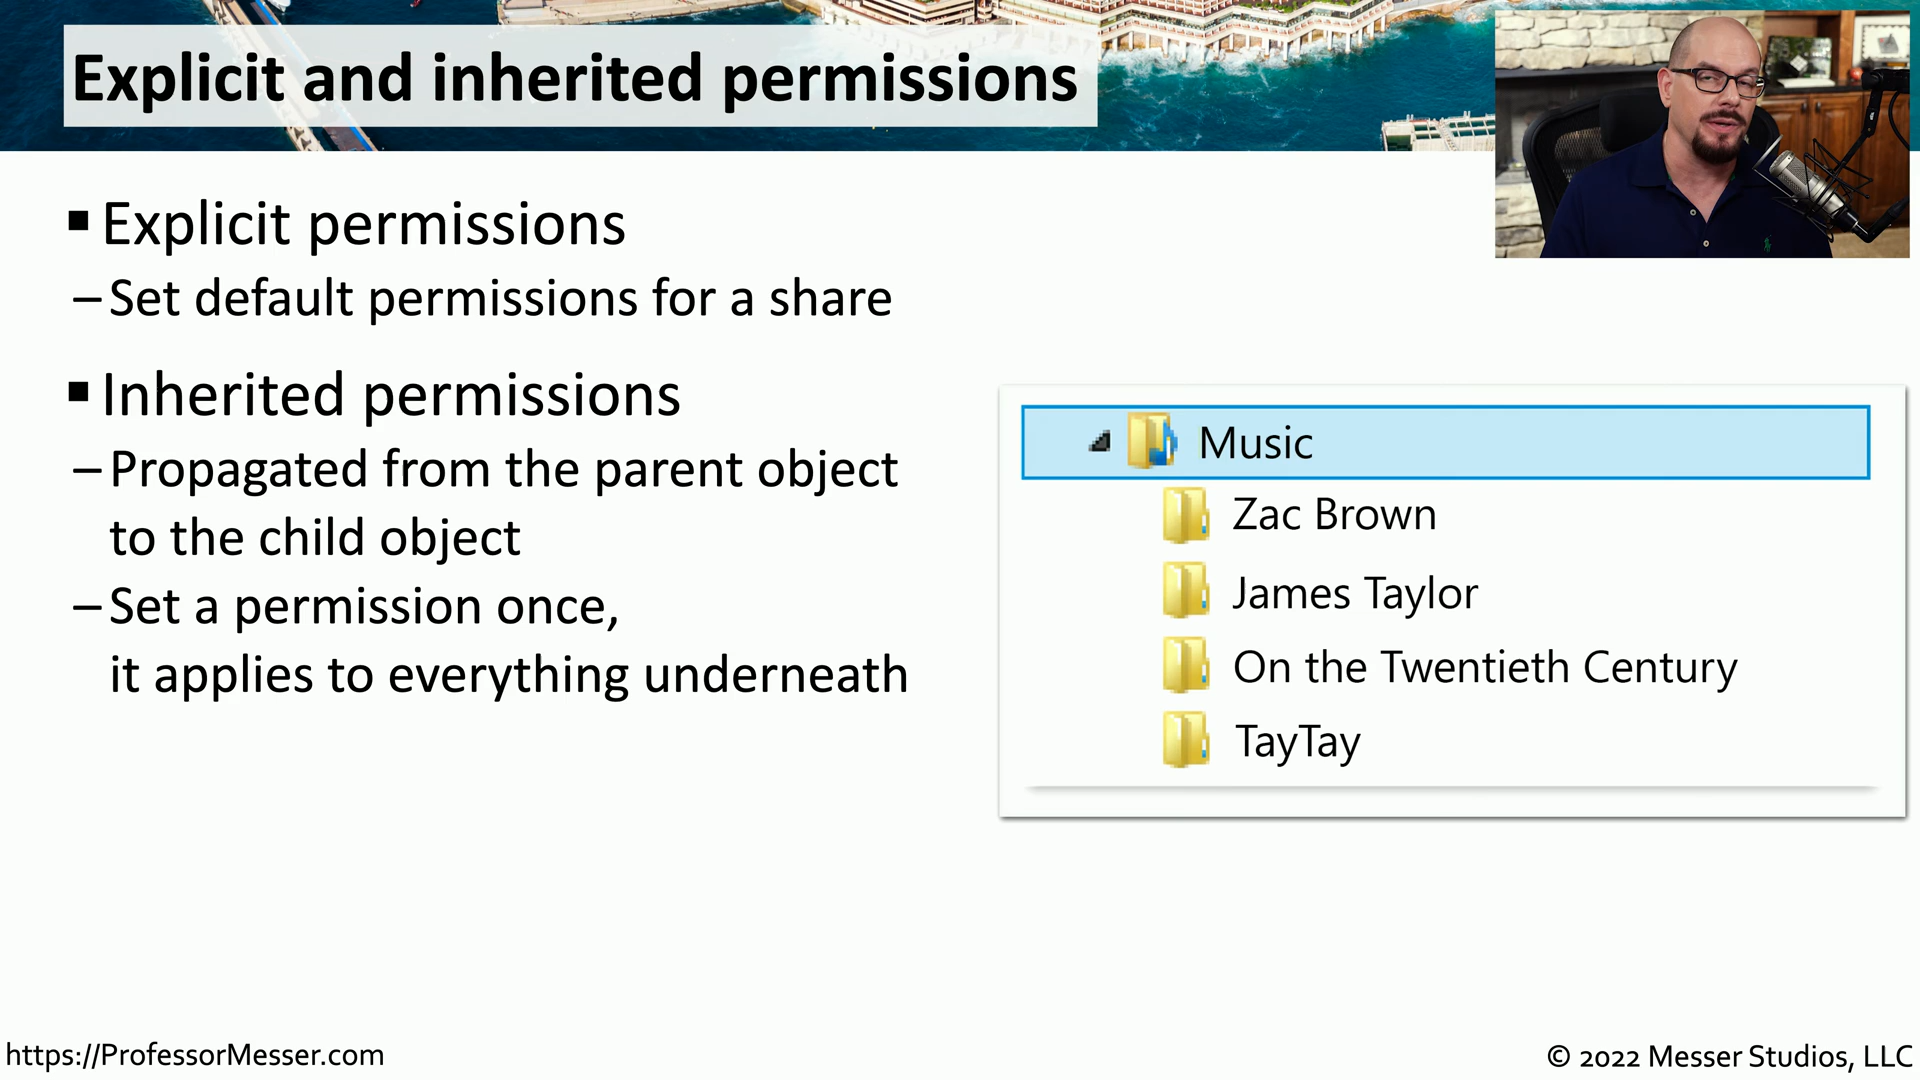 Explicit and inherited permissions
▪ Explicit permissions
– Set default permissions for a share
▪ Inherited permissions
– Propagated from the parent object
to the child object
– Set a permission once,
it applies to everything underneath
Music
Zac Brown
James Taylor
On the Twentieth Century
TayTay
https://ProfessorMesser.com
© 2022 Messer Studios, LLC